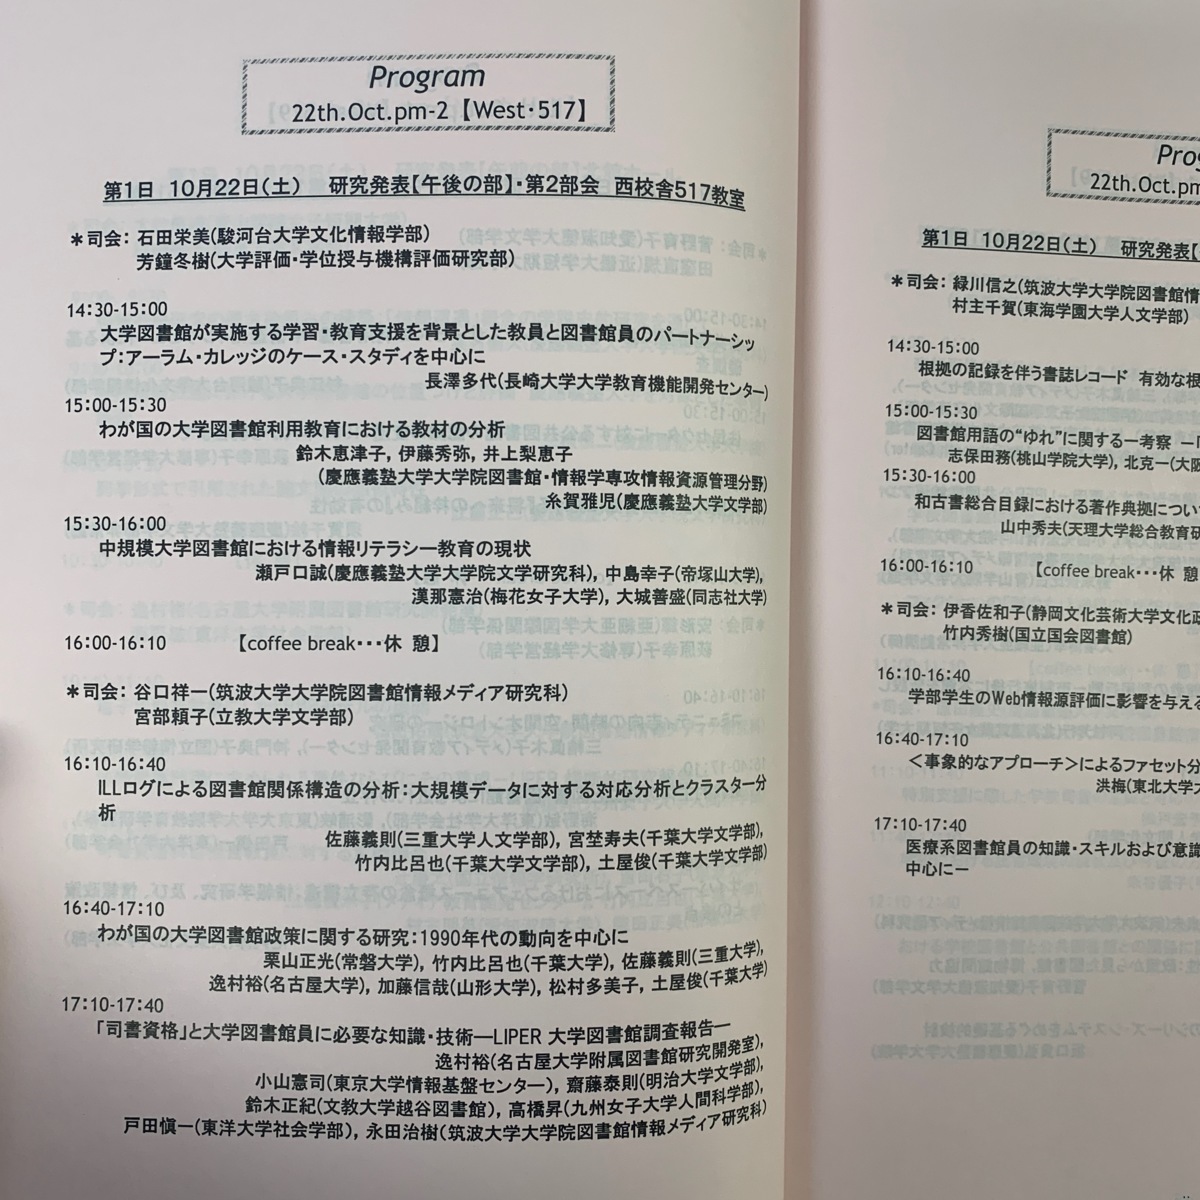 Program
22th.Oct.pm-2【West・517】
第1日 10月22日(土) 研究発表【午後の部】・第2部会 西校舎517教室
＊司会: 石田栄美(駿河台大学文化情報学部)
芳鐘冬樹(大学評価・学位授与機構評価研究部)
14:30-15:00
大学図書館が実施する学習・教育支援を背景とした教員と図書館員のパートナーシッ
プ:アーラム・カレッジのケース・スタディを中心に
長澤多代(長崎大学大学教育機能開発センター)
15:00-15:30
わが国の大学図書館利用教育における教材の分析
鈴木恵津子, 伊藤秀弥, 井上梨恵子
(慶應義塾大学大学院図書館・情報学専攻情報資源管理分野)
糸賀雅児(慶應義塾大学文学部)
15:30-16:00
中規模大学図書館における情報リテラシー教育の現状
瀬戸口誠(慶應義塾大学大学院文学研究科), 中島幸子(帝塚山大学),
漢那憲治(梅花女子大学), 大城善盛(同志社大学)
16:00-16:10 【coffee break・・・休 憩】
＊司会: 谷口祥一(筑波大学大学院図書館情報メディア研究科)
宮部頼子(立教大学文学部)
16:10-16:40
ILLログによる図書館関係構造の分析:大規模データに対する対応分析とクラスター分
析
佐藤義則(三重大学人文学部), 宮埜寿夫(千葉大学文学部),
竹内比呂也(千葉大学文学部), 土屋俊(千葉大学文学部)
16:40-17:10
わが国の大学図書館政策に関する研究:1990年代の動向を中心に
栗山正光(常磐大学), 竹内比呂也(千葉大学), 佐藤義則(三重大学),
逸村裕(名古屋大学), 加藤信哉(山形大学), 松村多美子, 土屋俊(千葉大学)
17:10-17:40
「司書資格」と大学図書館員に必要な知識・技術―LIPER 大学図書館調査報告―
逸村裕(名古屋大学附属図書館研究開発室),
小山憲司(東京大学情報基盤センター), 齋藤泰則(明治大学文学部),
鈴木正紀(文教大学越谷図書館), 高橋昇(九州女子大学人間科学部),
戸田愼一(東洋大学社会学部), 永田治樹(筑波大学大学院図書館情報メディア研究科)
Prog
22th.Oct.pm
第1日 10月22日(土) 研究発表【
＊司会: 緑川信之(筑波大学大学院図書館情
村主千賀(東海学園大学人文学部)
14:30-15:00
根拠の記録を伴う書誌レコード 有効な根
15:00-15:30
図書館用語の“ゆれ”に関する一考察 ―「
志保田務(桃山学院大学), 北克一(大阪
15:30-16:00
和古書総合目録における著作典拠につい
山中秀夫(天理大学総合教育研
16:00-16:10 【coffee break・・・休 憩
＊司会: 伊香佐和子(静岡文化芸術大学文化政
竹内秀樹(国立国会図書館)
16:10-16:40
学部学生のWeb情報源評価に影響を与える
16:40-17:10
＜事象的なアプローチ＞によるファセット分
洪梅(東北大学大
17:10-17:40
医療系図書館員の知識・スキルおよび意識
中心に－